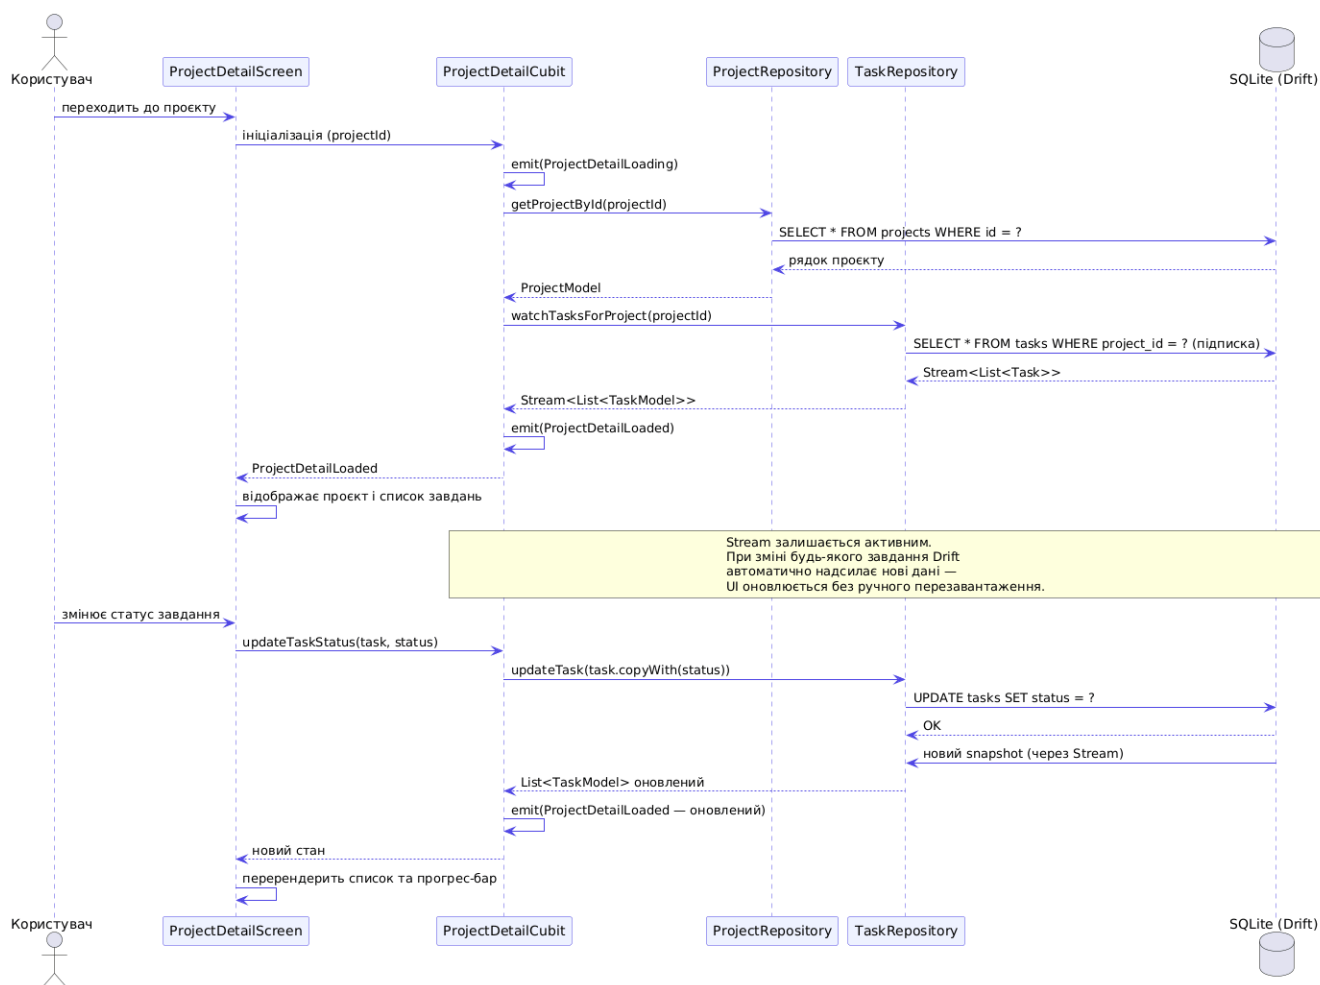 Користувач
ProjectDetailScreen
ProjectDetailCubit
ProjectRepository
TaskRepository
SQLite (Drift)
переходить до проєкту
ініціалізація (projectId)
emit(ProjectDetailLoading)
getProjectById(projectId)
SELECT * FROM projects WHERE id = ?
рядок проєкту
ProjectModel
watchTasksForProject(projectId)
SELECT * FROM tasks WHERE project_id = ? (підписка)
Stream<List<Task>>
Stream<List<TaskModel>>
emit(ProjectDetailLoaded)
ProjectDetailLoaded
відображає проєкт і список завдань
Stream залишається активним.
При зміні будь-якого завдання Drift
автоматично надсилає нові дані —
UI оновлюється без ручного перезавантаження.
змінює статус завдання
updateTaskStatus(task, status)
updateTask(task.copyWith(status))
UPDATE tasks SET status = ?
OK
новий snapshot (через Stream)
List<TaskModel> оновлений
emit(ProjectDetailLoaded — оновлений)
новий стан
перерендерить список та прогрес-бар
Користувач
ProjectDetailScreen
ProjectDetailCubit
ProjectRepository
TaskRepository
SQLite (Drift)